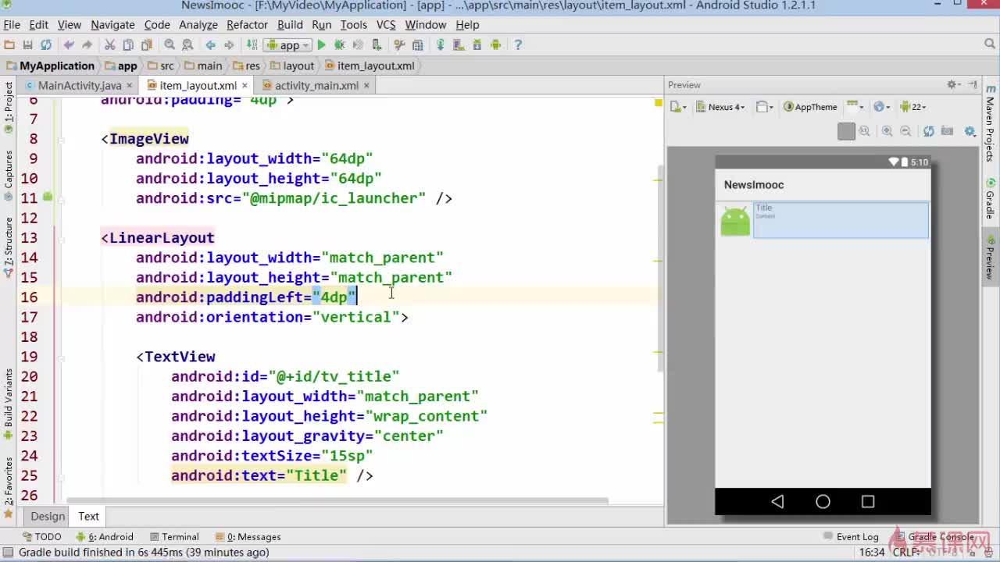 NewsImooc - [F:\MyVideo\MyApplication] - [app] - ...\app\src\main\res\layout\item_layout.xml - Android Studio 1.2.1.1
File Edit View Navigate Code Analyze Refactor Build Run Tools VCS Window Help
app
MyApplication app src main res layout item_layout.xml
MainActivity.java item_layout.xml activity_main.xml
Preview
Nexus 4 AppTheme 22
1: Project
Captures
Z: Structure
Build Variants
2: Favorites
6 android:padding="4dp">
7
8 <ImageView
9 android:layout_width="64dp"
10 android:layout_height="64dp"
11 android:src="@mipmap/ic_launcher" />
12
13 <LinearLayout
14 android:layout_width="match_parent"
15 android:layout_height="match_parent"
16 android:paddingLeft="4dp"
17 android:orientation="vertical">
18
19 <TextView
20 android:id="@+id/tv_title"
21 android:layout_width="match_parent"
22 android:layout_height="wrap_content"
23 android:layout_gravity="center"
24 android:textSize="15sp"
25 android:text="Title" />
26
5:10
NewsImooc
Title
Content
Maven Projects
Gradle
Preview
Design Text
TODO 6: Android Terminal 0: Messages Event Log Gradle Console
Gradle build finished in 6s 445ms (39 minutes ago) 16:34 CRLF
慕课网